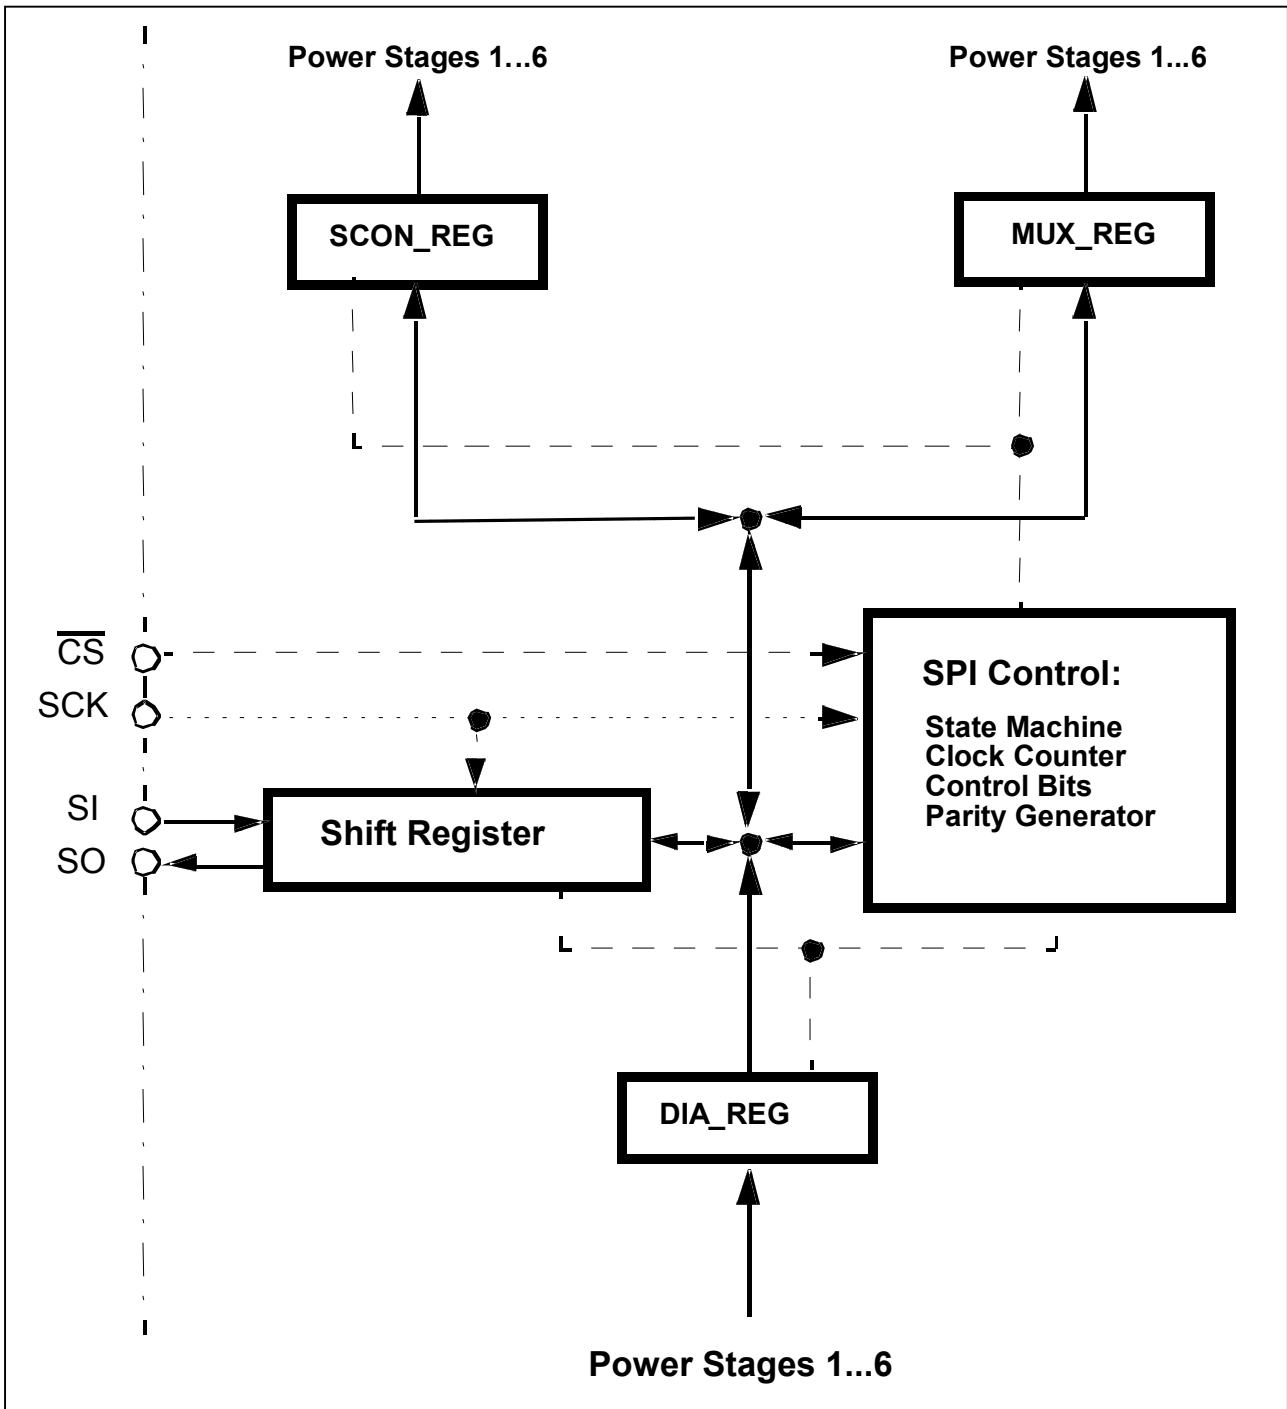 Power Stages 1...6
Power Stages 1...6
SCON_REG
MUX_REG
C̅S̅
SCK
SI
SO
SPI Control:
State Machine
Clock Counter
Control Bits
Parity Generator
Shift Register
DIA_REG
Power Stages 1...6